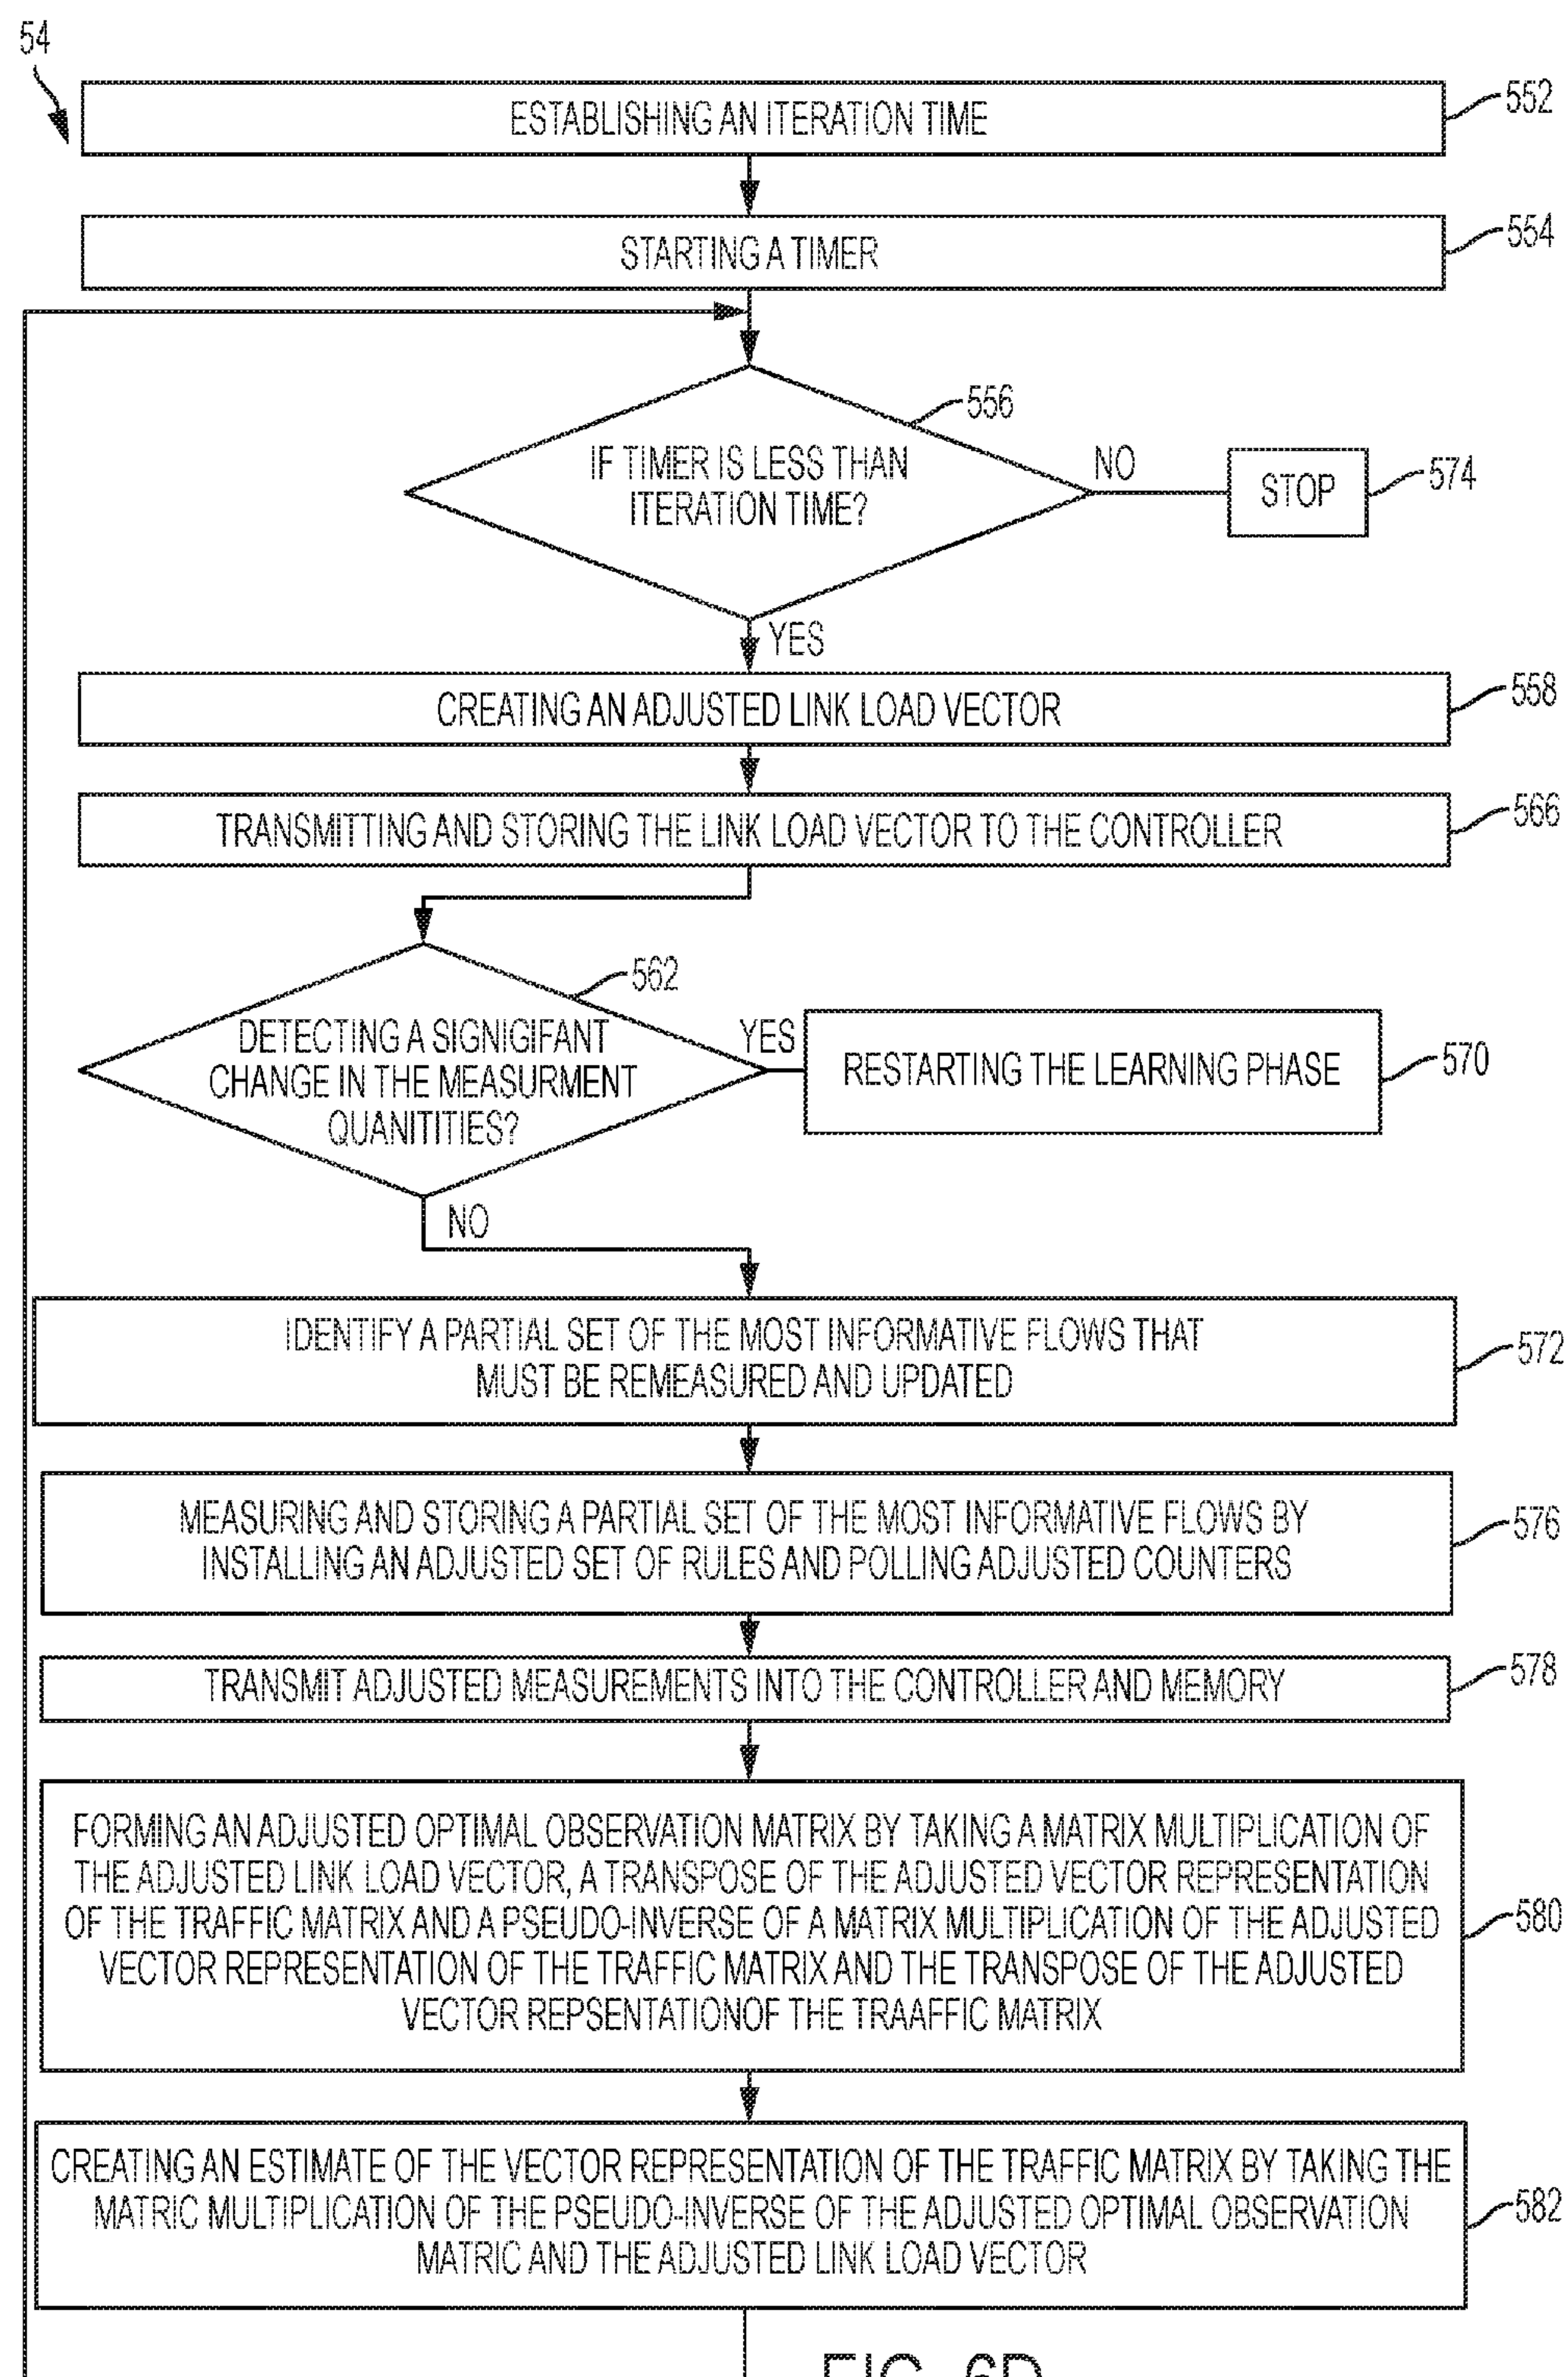 54
ESTABLISHING AN ITERATION TIME
552
STARTING A TIMER
554
556
IF TIMER IS LESS THAN
ITERATION TIME?
NO
STOP
574
YES
CREATING AN ADJUSTED LINK LOAD VECTOR
558
TRANSMITTING AND STORING THE LINK LOAD VECTOR TO THE CONTROLLER
566
562
DETECTING A SIGNIGIFANT
CHANGE IN THE MEASURMENT
QUANITITIES?
YES
RESTARTING THE LEARNING PHASE
570
NO
IDENTIFY A PARTIAL SET OF THE MOST INFORMATIVE FLOWS THAT
MUST BE REMEASURED AND UPDATED
572
MEASURING AND STORING A PARTIAL SET OF THE MOST INFORMATIVE FLOWS BY
INSTALLING AN ADJUSTED SET OF RULES AND POLLING ADJUSTED COUNTERS
576
TRANSMIT ADJUSTED MEASUREMENTS INTO THE CONTROLLER AND MEMORY
578
FORMING AN ADJUSTED OPTIMAL OBSERVATION MATRIX BY TAKING A MATRIX MULTIPLICATION OF
THE ADJUSTED LINK LOAD VECTOR, A TRANSPOSE OF THE ADJUSTED VECTOR REPRESENTATION
OF THE TRAFFIC MATRIX AND A PSEUDO-INVERSE OF A MATRIX MULTIPLICATION OF THE ADJUSTED
VECTOR REPRESENTATION OF THE TRAFFIC MATRIX AND THE TRANSPOSE OF THE ADJUSTED
VECTOR REPSENTATIONOF THE TRAAFFIC MATRIX
580
CREATING AN ESTIMATE OF THE VECTOR REPRESENTATION OF THE TRAFFIC MATRIX BY TAKING THE
MATRIC MULTIPLICATION OF THE PSEUDO-INVERSE OF THE ADJUSTED OPTIMAL OBSERVATION
MATRIC AND THE ADJUSTED LINK LOAD VECTOR
582